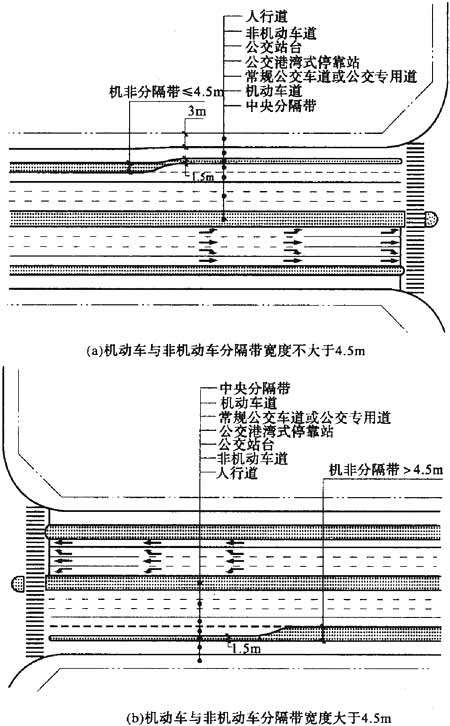 人行道
非机动车道
公交站台
公交港湾式停靠站
常规公交车道或公交专用道
机非分隔带≤4.5m
机动车道
中央分隔带
3m
1.5m
(a)机动车与非机动车分隔带宽度不大于4.5m
中央分隔带
机动车道
常规公交车道或公交专用道
公交港湾式停靠站
公交站台
非机动车道
人行道
机非分隔带>4.5m
1.5m
(b)机动车与非机动车分隔带宽度大于4.5m